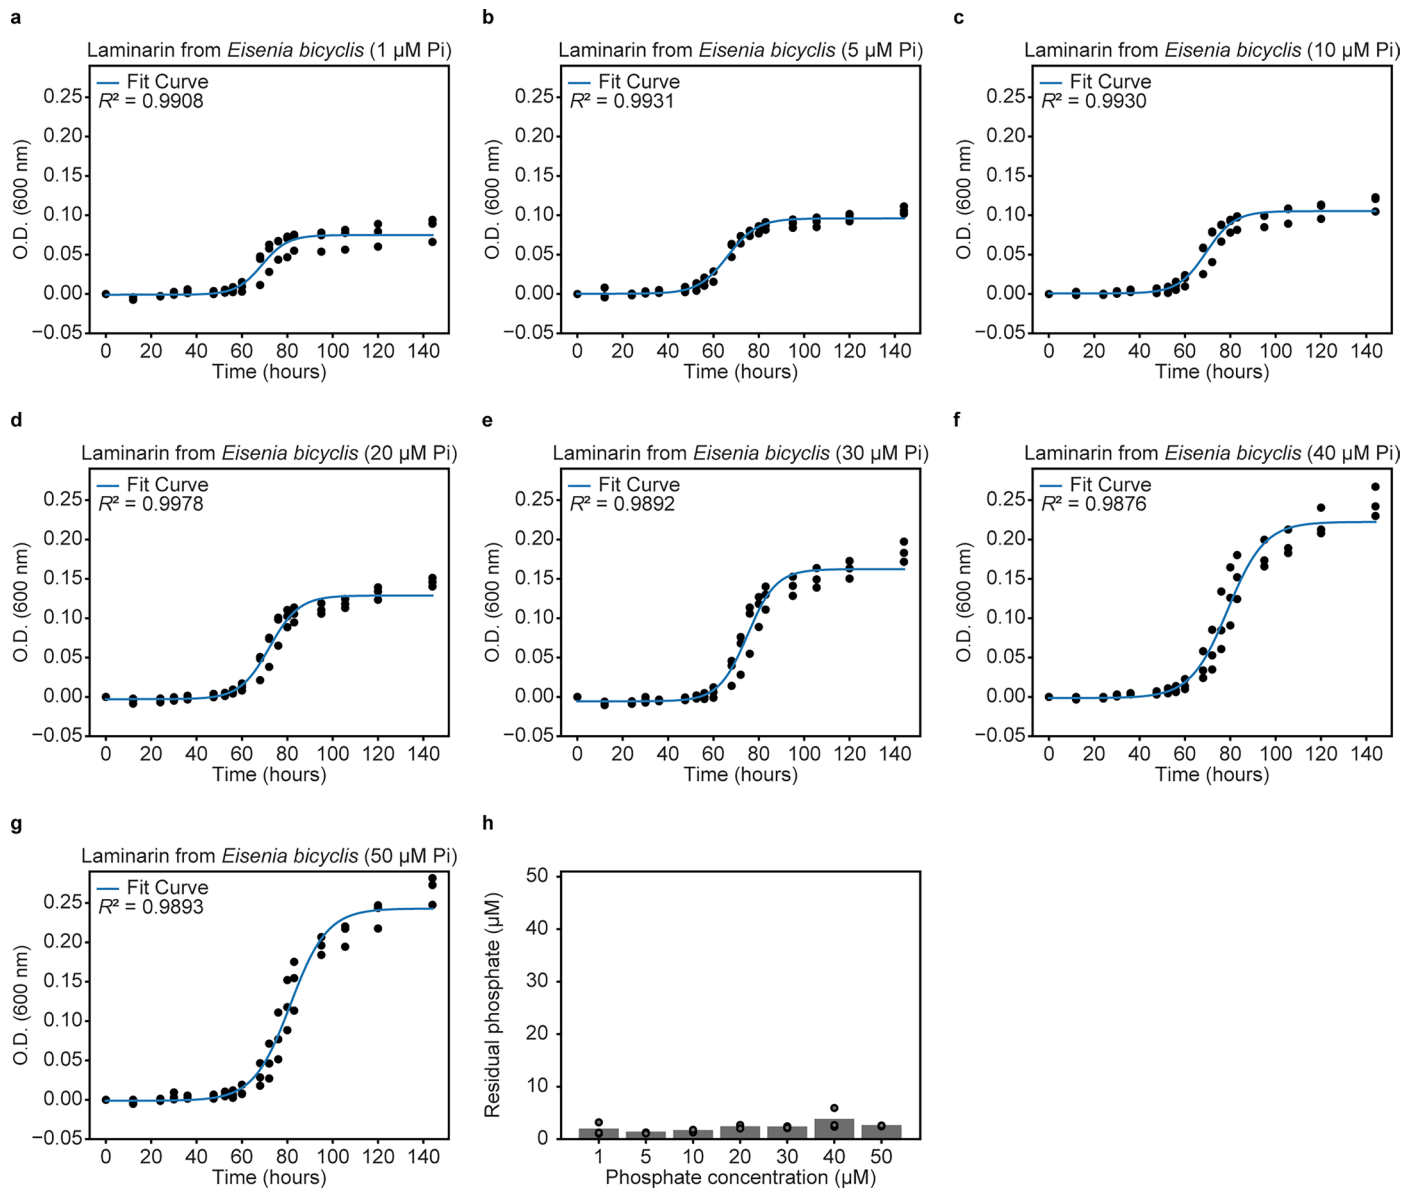 a
Laminarin from Eisenia bicyclis (1 µM Pi)
Fit Curve
R² = 0.9908
0.25
0.20
0.15
0.10
0.05
0.00
−0.05
O.D. (600 nm)
0 20 40 60 80 100 120 140
Time (hours)
b
Laminarin from Eisenia bicyclis (5 µM Pi)
Fit Curve
R² = 0.9931
0.25
0.20
0.15
0.10
0.05
0.00
−0.05
O.D. (600 nm)
0 20 40 60 80 100 120 140
Time (hours)
c
Laminarin from Eisenia bicyclis (10 µM Pi)
Fit Curve
R² = 0.9930
0.25
0.20
0.15
0.10
0.05
0.00
−0.05
O.D. (600 nm)
0 20 40 60 80 100 120 140
Time (hours)
d
Laminarin from Eisenia bicyclis (20 µM Pi)
Fit Curve
R² = 0.9978
0.25
0.20
0.15
0.10
0.05
0.00
−0.05
O.D. (600 nm)
0 20 40 60 80 100 120 140
Time (hours)
e
Laminarin from Eisenia bicyclis (30 µM Pi)
Fit Curve
R² = 0.9892
0.25
0.20
0.15
0.10
0.05
0.00
−0.05
O.D. (600 nm)
0 20 40 60 80 100 120 140
Time (hours)
f
Laminarin from Eisenia bicyclis (40 µM Pi)
Fit Curve
R² = 0.9876
0.25
0.20
0.15
0.10
0.05
0.00
−0.05
O.D. (600 nm)
0 20 40 60 80 100 120 140
Time (hours)
g
Laminarin from Eisenia bicyclis (50 µM Pi)
Fit Curve
R² = 0.9893
0.25
0.20
0.15
0.10
0.05
0.00
−0.05
O.D. (600 nm)
0 20 40 60 80 100 120 140
Time (hours)
h
50
40
30
20
10
0
Residual phosphate (µM)
1 5 10 20 30 40 50
Phosphate concentration (µM)